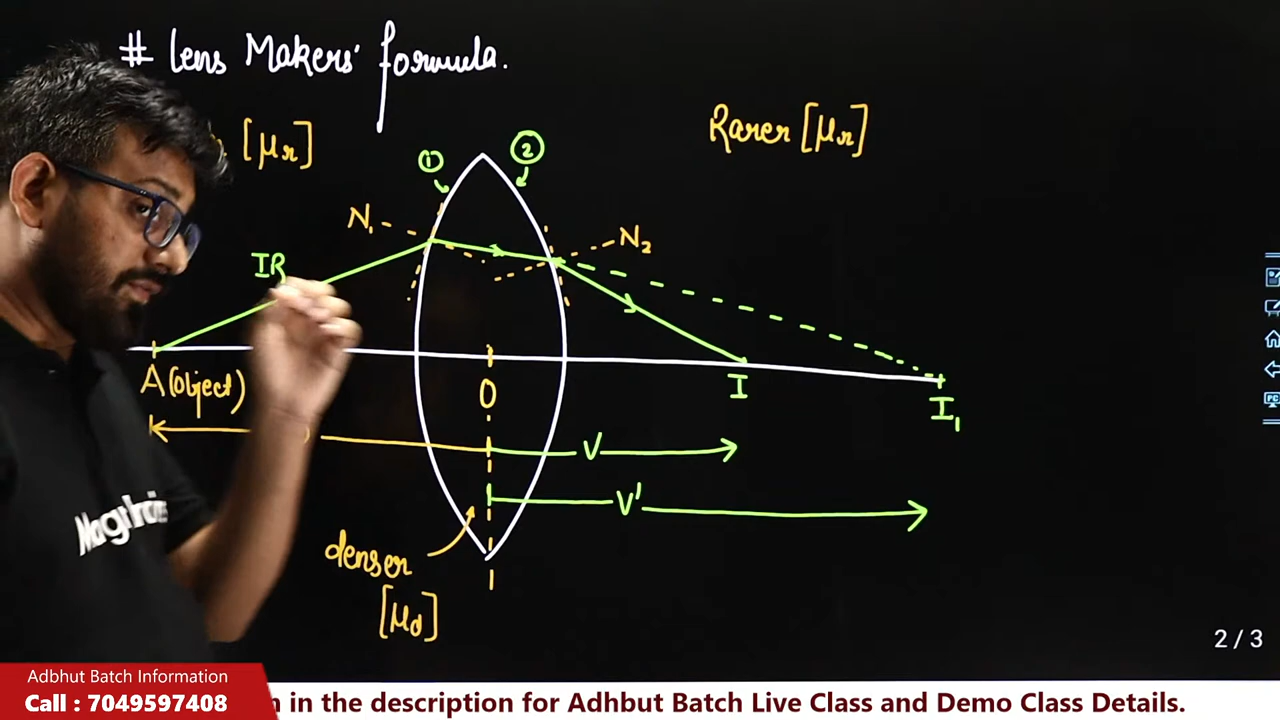 # Lens Makers' formula.
[μr]
Rarer [μr]
①
②
N1
N2
IR
A (Object)
O
I
I1
V
V'
denser
[μd]
2 / 3
Adbhut Batch Information
Call : 7049597408
in the description for Adhbut Batch Live Class and Demo Class Details.